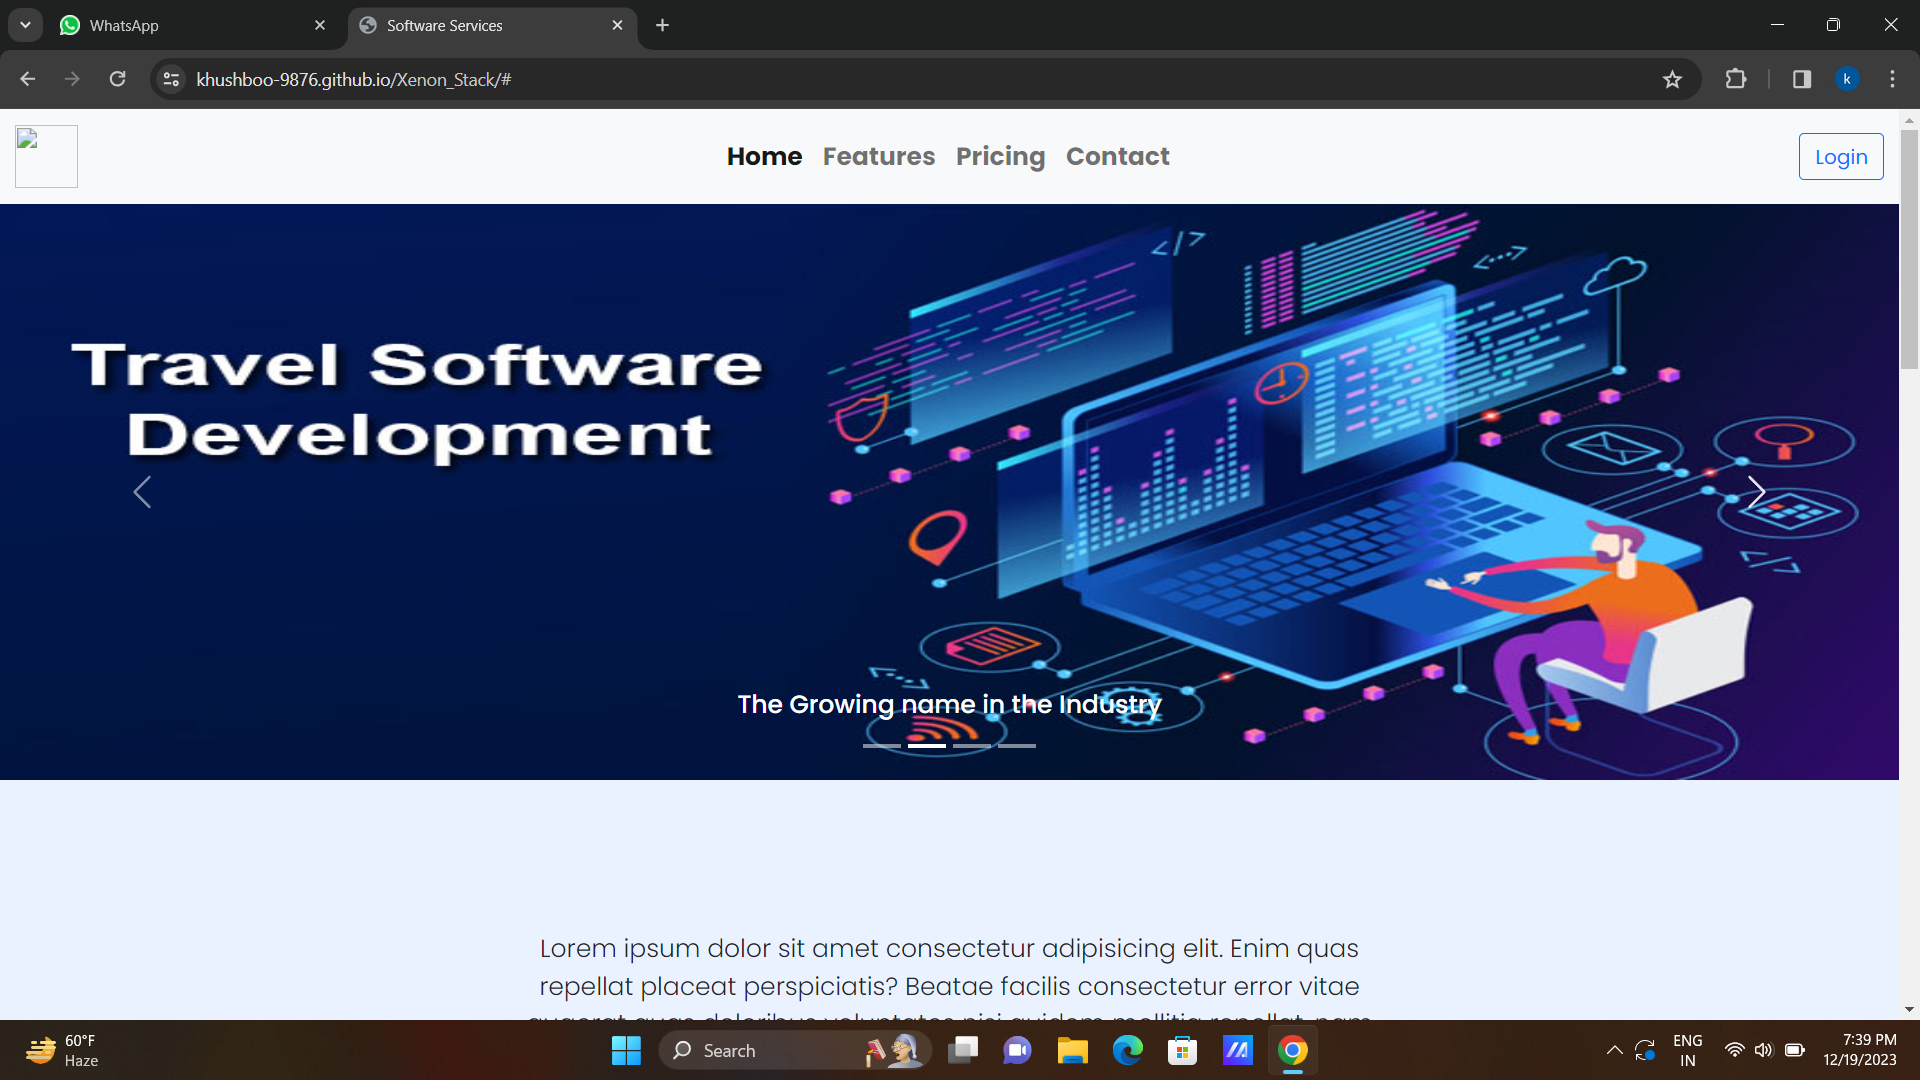 WhatsApp
Software Services
khushboo-9876.github.io/Xenon_Stack/#
k
Home Features Pricing Contact
Login
Travel Software
Development
The Growing name in the Industry
Lorem ipsum dolor sit amet consectetur adipisicing elit. Enim quas
repellat placeat perspiciatis? Beatae facilis consectetur error vitae
60°F
Haze
Search
ENG
IN
7:39 PM
12/19/2023